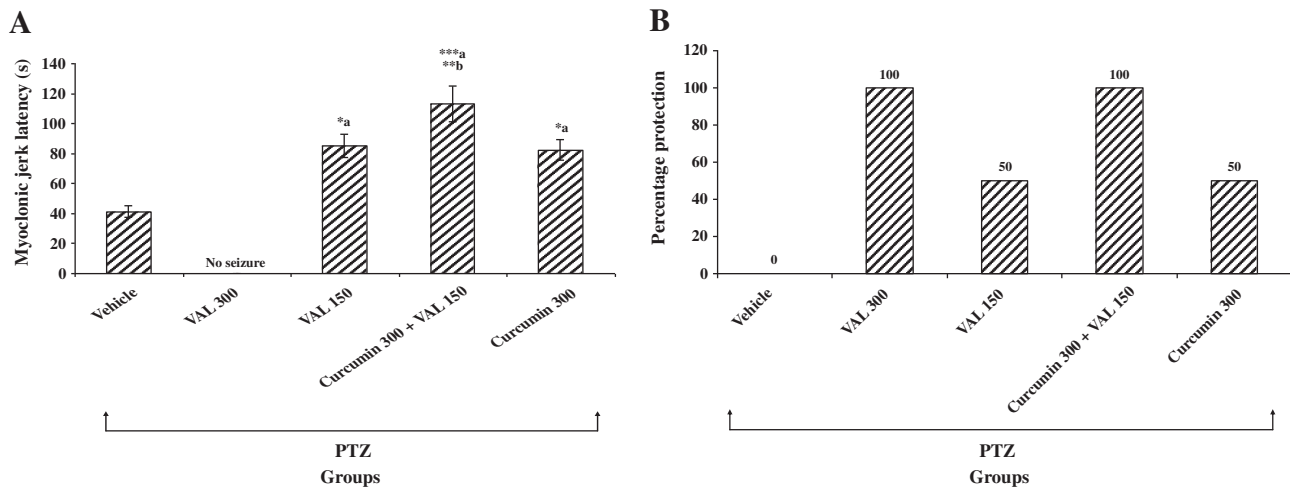 A
Myoclonic jerk latency (s)
140
120
100
80
60
40
20
0
No seizure
*a
***a
**b
*a
Vehicle
VAL 300
VAL 150
Curcumin 300 + VAL 150
Curcumin 300
PTZ
Groups
B
Percentage protection
120
100
80
60
40
20
0
0
100
50
100
50
Vehicle
VAL 300
VAL 150
Curcumin 300 + VAL 150
Curcumin 300
PTZ
Groups